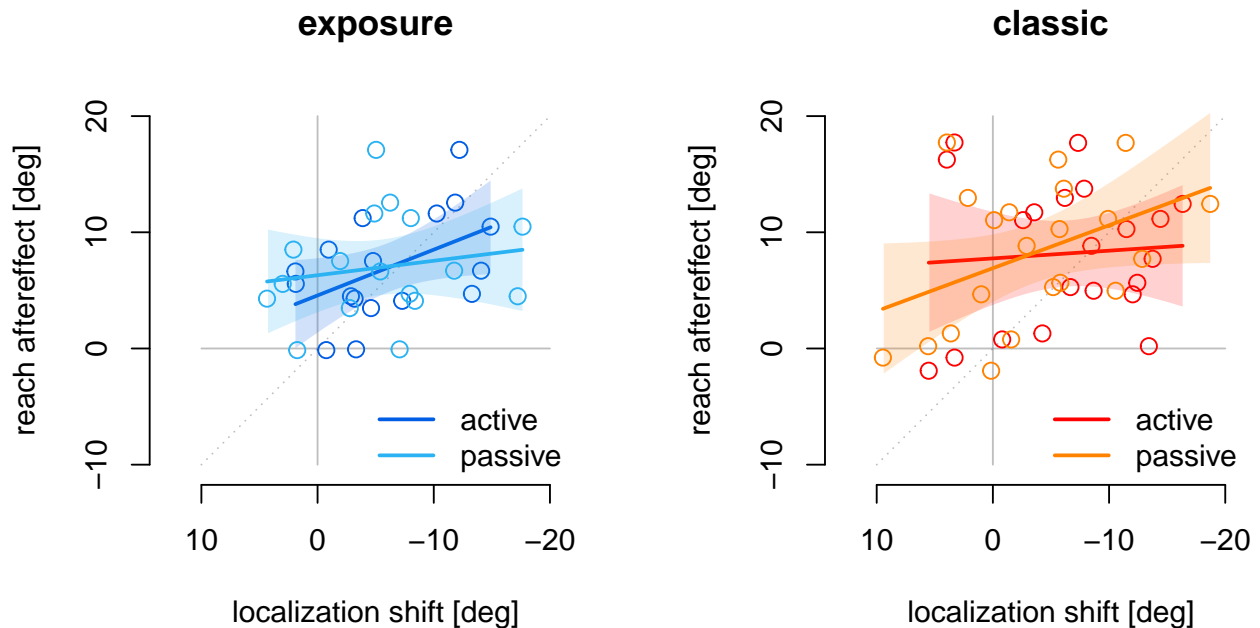 exposure
reach aftereffect [deg]
20
10
0
−10
active
passive
10 0 −10 −20
localization shift [deg]
classic
reach aftereffect [deg]
20
10
0
−10
active
passive
10 0 −10 −20
localization shift [deg]